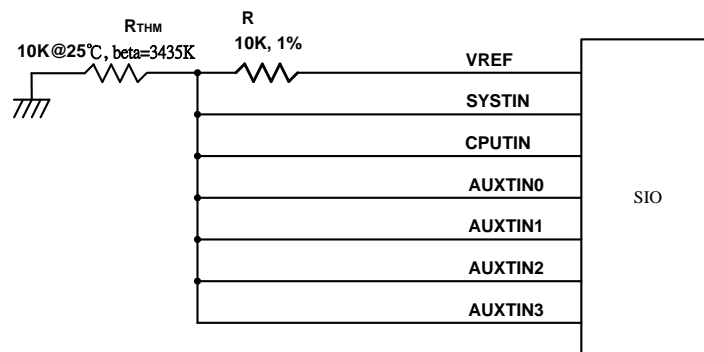 RTHM
10K@25℃, beta=3435K
R
10K, 1%
VREF
SYSTIN
CPUTIN
AUXTIN0
AUXTIN1
AUXTIN2
AUXTIN3
SIO